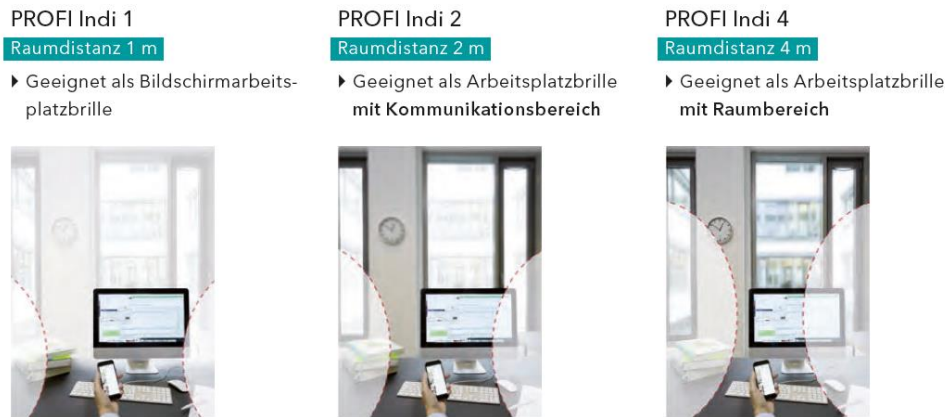 PROFI Indi 1
Raumdistanz 1 m
Geeignet als Bildschirmarbeits-
platzbrille
PROFI Indi 2
Raumdistanz 2 m
Geeignet als Arbeitsplatzbrille
mit Kommunikationsbereich
PROFI Indi 4
Raumdistanz 4 m
Geeignet als Arbeitsplatzbrille
mit Raumbereich